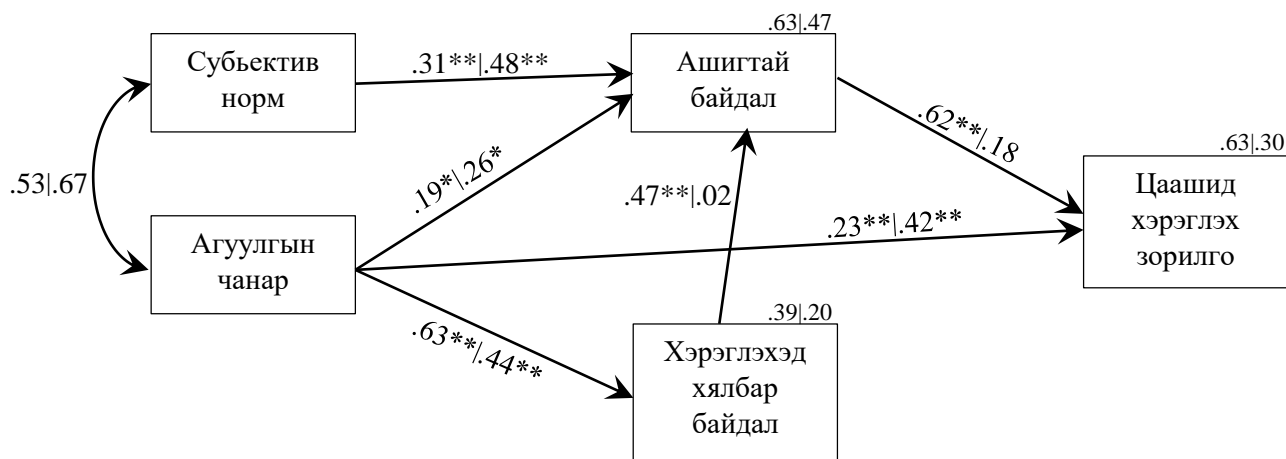 .63|.47
Субьектив
норм
.31**|.48**
Ашигтай
байдал
.62**|.18
.63|.30
.53|.67
.19*|.26*
.47**|.02
Цаашид
хэрэглэх
зорилго
.23**|.42**
Агуулгын
чанар
.39|.20
.63**|.44**
Хэрэглэхэд
хялбар
байдал